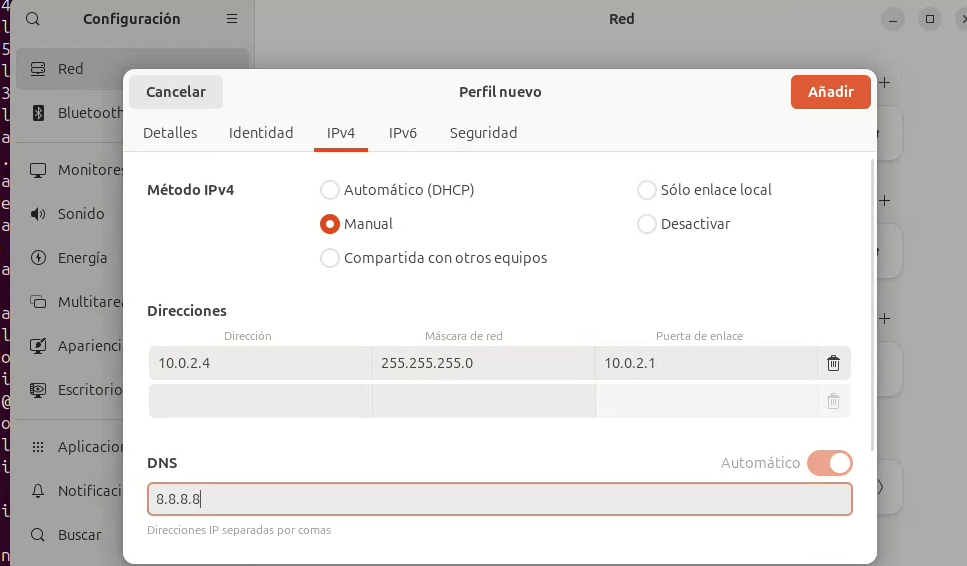 Configuración
Red
Red
Cancelar
Perfil nuevo
Añadir
Bluetooth
Detalles
Identidad
IPv4
IPv6
Seguridad
Monitores
Método IPv4
Automático (DHCP)
Sólo enlace local
Sonido
Manual
Desactivar
Energía
Compartida con otros equipos
Multitarea
Direcciones
Dirección
Máscara de red
Puerta de enlace
Aparienci
10.0.2.4
255.255.255.0
10.0.2.1
Escritorio
Aplicacion
DNS
Automático
Notificaci
8.8.8.8
Direcciones IP separadas por comas
Buscar